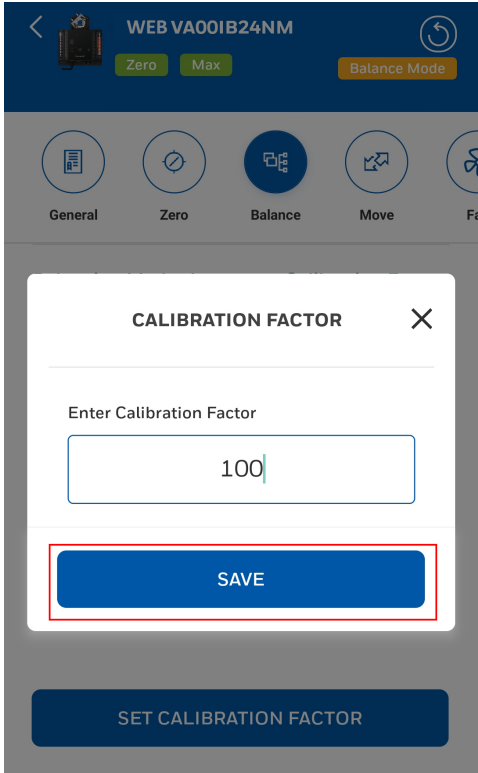 WEB VA00IB24NM
Zero Max
Balance Mode
General Zero Balance Move Fa
CALIBRATION FACTOR
Enter Calibration Factor
100
SAVE
SET CALIBRATION FACTOR